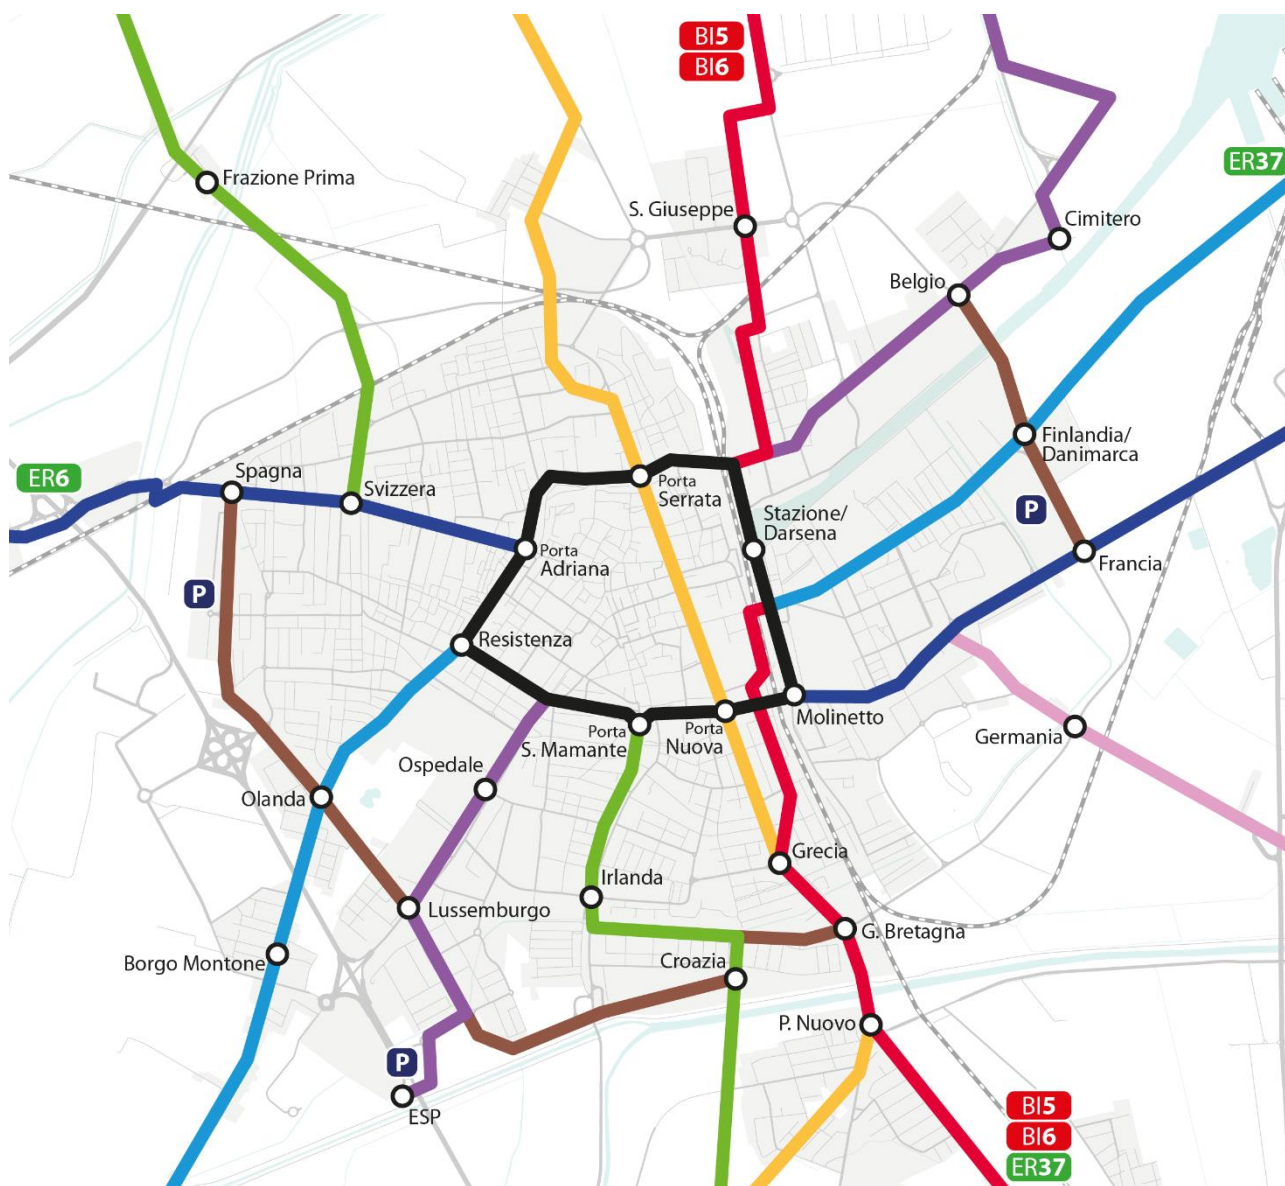 BI5
BI6
ER37
Frazione Prima
S. Giuseppe
Cimitero
Belgio
Finlandia/
Danimarca
ER6
Spagna
Svizzera
Porta
Serrata
Stazione/
Darsena
P
Porta
Adriana
Francia
P
Resistenza
Molinetto
Porta
S. Mamante
Porta
Nuova
Germania
Ospedale
Olanda
Grecia
Irlanda
Lussemburgo
G. Bretagna
Borgo Montone
Croazia
P. Nuovo
P
ESP
BI5
BI6
ER37